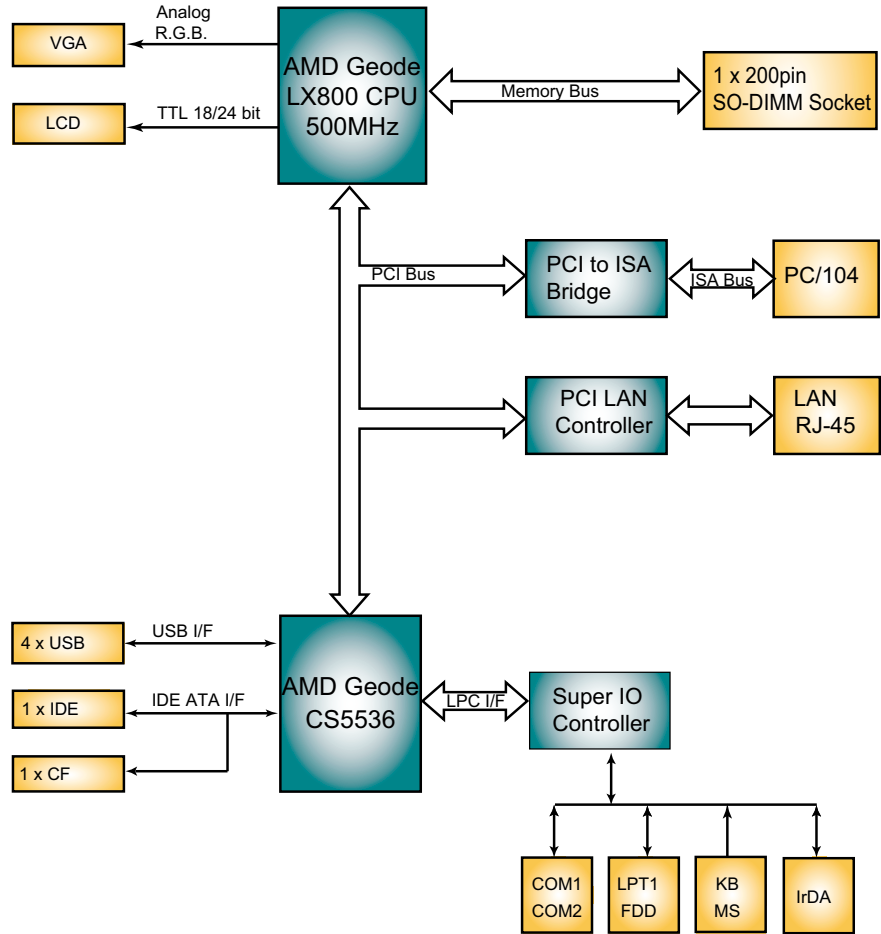 Analog
R.G.B.
VGA
AMD Geode
LX800 CPU
500MHz
Memory Bus
1 x 200pin
SO-DIMM Socket
LCD
TTL 18/24 bit
PCI Bus
PCI to ISA
Bridge
ISA Bus
PC/104
PCI LAN
Controller
LAN
RJ-45
4 x USB
USB I/F
AMD Geode
CS5536
1 x IDE
IDE ATA I/F
1 x CF
LPC I/F
Super IO
Controller
COM1
COM2
LPT1
FDD
KB
MS
IrDA